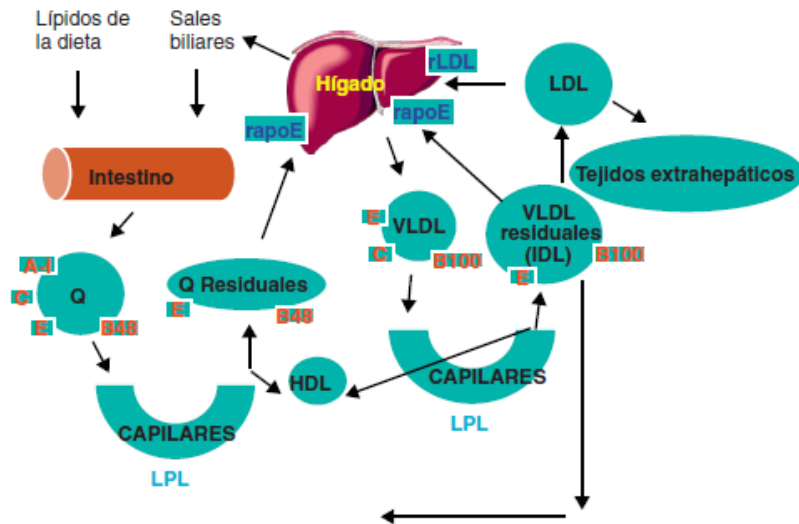 Lípidos de
la dieta
Sales
biliares
Hígado
rLDL
rapoE
rapoE
LDL
Tejidos extrahepáticos
Intestino
E
VLDL
C
B100
VLDL
residuales
(IDL)
B100
E
A-I
C
Q
E
B48
Q Residuales
E
B48
HDL
CAPILARES
LPL
CAPILARES
LPL